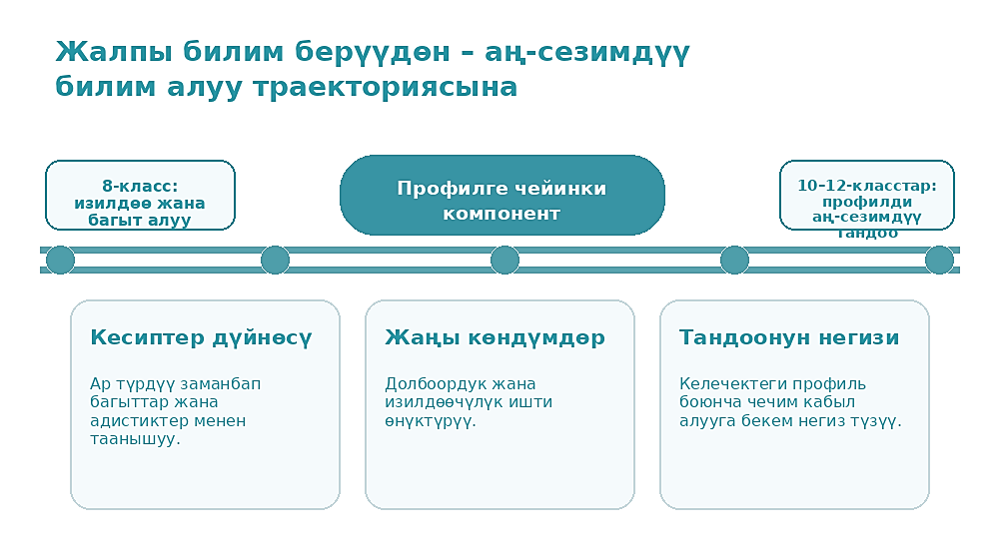 Жалпы билим берүүдөн – аң-сезимдүү
билим алуу траекториясына
8-класс:
изилдөө жана
багыт алуу
Профилге чейинки
компонент
10–12-класстар:
профилди
аң-сезимдүү
тандоо
Кесиптер дүйнөсү
Ар түрдүү заманбап
багыттар жана
адистиктер менен
таанышуу.
Жаңы көндүмдөр
Долбоордук жана
изилдөөчүлүк ишти
өнүктүрүү.
Тандоонун негизи
Келечектеги профиль
боюнча чечим кабыл
алууга бекем негиз түзүү.